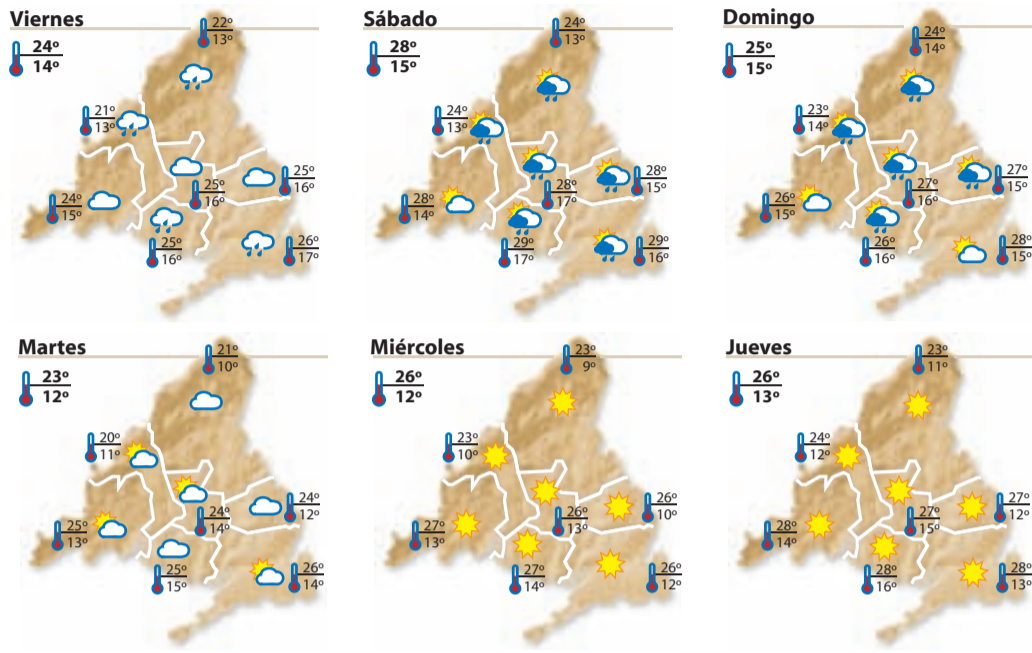 Viernes
24º
14º
22º
13º
21º
13º
25º
16º
24º
15º
25º
16º
25º
16º
26º
17º
Sábado
28º
15º
24º
13º
24º
13º
28º
15º
28º
14º
28º
17º
29º
17º
29º
16º
Domingo
25º
15º
24º
14º
23º
14º
27º
15º
26º
15º
27º
16º
26º
16º
28º
15º
Martes
23º
12º
21º
10º
20º
11º
24º
12º
25º
13º
24º
14º
25º
15º
26º
14º
Miércoles
26º
12º
23º
9º
23º
10º
26º
10º
27º
13º
26º
13º
27º
14º
26º
12º
Jueves
26º
13º
23º
11º
24º
12º
27º
12º
28º
14º
27º
15º
28º
16º
28º
13º